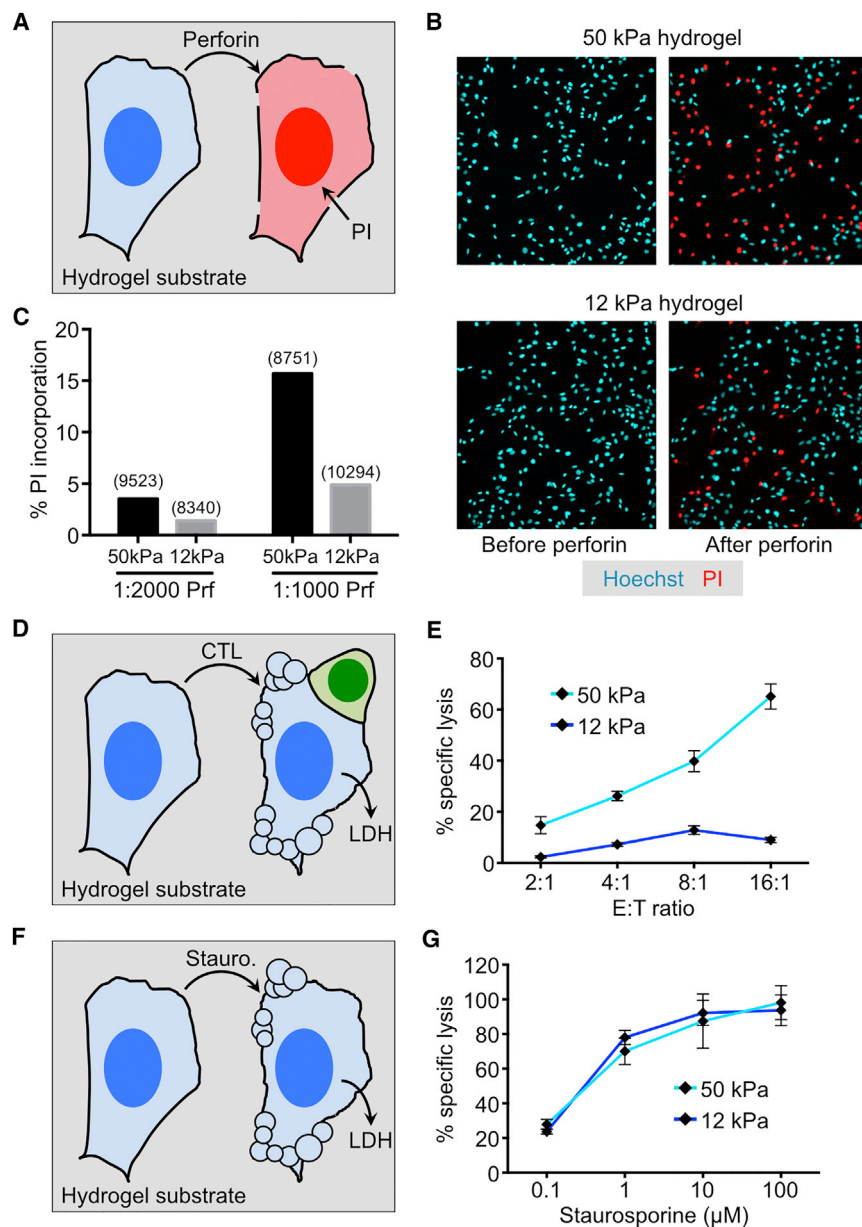 A
Perforin
PI
Hydrogel substrate
B
50 kPa hydrogel
12 kPa hydrogel
Before perforin
After perforin
Hoechst PI
C
% PI incorporation
20
15
10
5
0
(9523)
(8340)
(8751)
(10294)
50kPa 12kPa
50kPa 12kPa
1:2000 Prf
1:1000 Prf
D
CTL
LDH
Hydrogel substrate
E
% specific lysis
80
60
40
20
0
50 kPa
12 kPa
2:1 4:1 8:1 16:1
E:T ratio
F
Stauro.
LDH
Hydrogel substrate
G
% specific lysis
120
100
80
60
40
20
0
50 kPa
12 kPa
0.1 1 10 100
Staurosporine (µM)